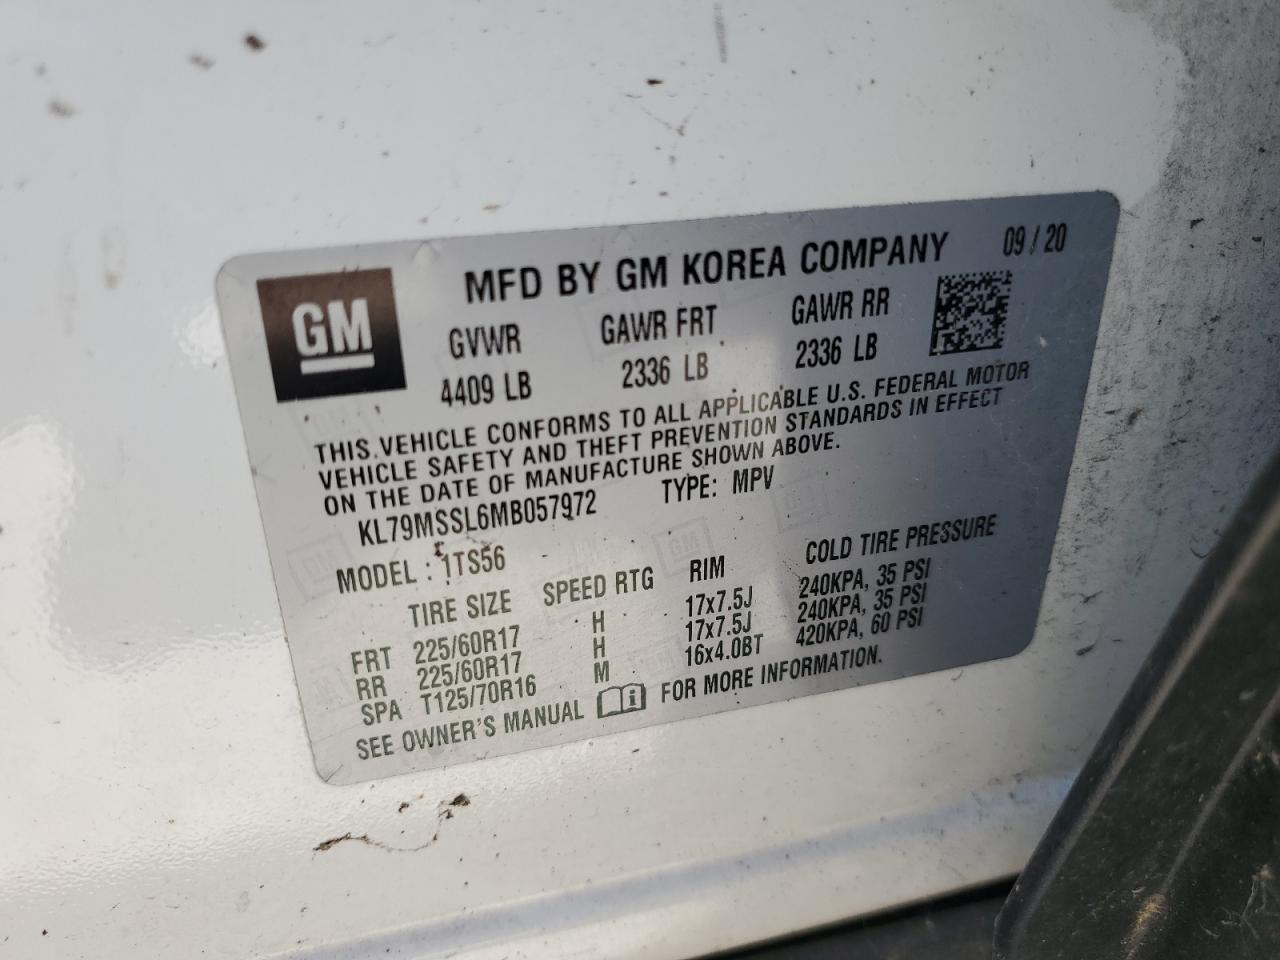 GM
MFD BY GM KOREA COMPANY 09 / 20
GVWR GAWR FRT GAWR RR
4409 LB 2336 LB 2336 LB
THIS VEHICLE CONFORMS TO ALL APPLICABLE U.S. FEDERAL MOTOR
VEHICLE SAFETY AND THEFT PREVENTION STANDARDS IN EFFECT
ON THE DATE OF MANUFACTURE SHOWN ABOVE.
KL79MSSL6MB057972 TYPE: MPV
MODEL : 1TS56
TIRE SIZE SPEED RTG RIM COLD TIRE PRESSURE
FRT 225/60R17 H 17x7.5J 240KPA, 35 PSI
RR 225/60R17 H 17x7.5J 240KPA, 35 PSI
SPA T125/70R16 M 16x4.0BT 420KPA, 60 PSI
SEE OWNER'S MANUAL FOR MORE INFORMATION.